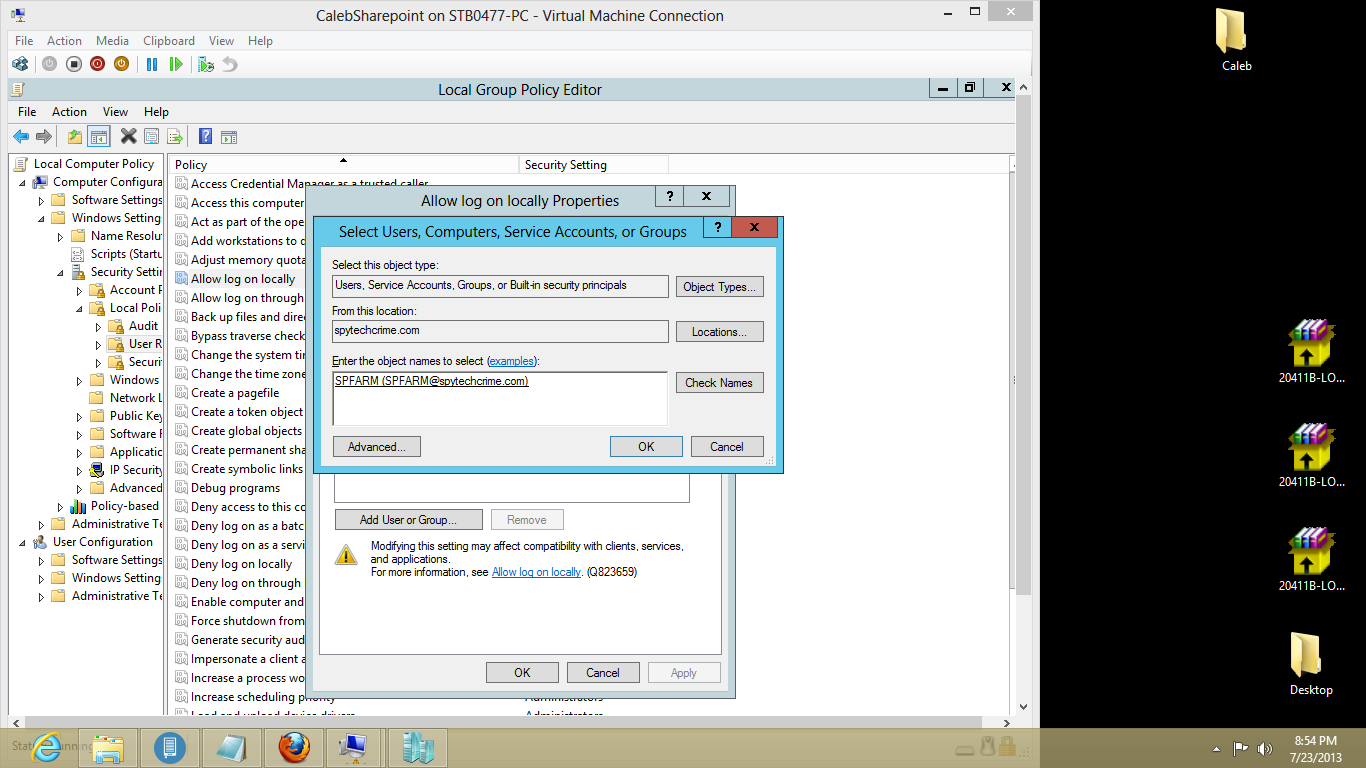 CalebSharepoint on STB0477-PC - Virtual Machine Connection
File Action Media Clipboard View Help
Local Group Policy Editor
File Action View Help
Local Computer Policy
Computer Configura
Software Settings
Windows Setting
Name Resolu
Scripts (Startu
Security Settin
Account P
Local Poli
Audit
User R
Securi
Windows
Network L
Public Key
Software R
Applicatic
IP Security
Advanced
Policy-based
Administrative Te
User Configuration
Software Settings
Windows Setting
Administrative Te
Policy Security Setting
Access Credential Manager as a trusted caller
Access this computer
Act as part of the ope
Add workstations to d
Adjust memory quota
Allow log on locally
Allow log on through
Back up files and direc
Bypass traverse check
Change the system tin
Change the time zone
Create a pagefile
Create a token object
Create global objects
Create permanent sha
Create symbolic links
Debug programs
Deny access to this co
Deny log on as a batc
Deny log on as a servi
Deny log on locally
Deny log on through
Enable computer and
Force shutdown from
Generate security aud
Impersonate a client a
Increase a process wo
Increase scheduling priority Administrators
Load and unload device drivers Administrators
Allow log on locally Properties
? X
Select Users, Computers, Service Accounts, or Groups
? X
Select this object type:
Users, Service Accounts, Groups, or Built-in security principals
Object Types...
From this location:
spytechcrime.com
Locations...
Enter the object names to select (examples):
SPFARM (SPFARM@spytechcrime.com)
Check Names
Advanced... OK Cancel
Add User or Group... Remove
Modifying this setting may affect compatibility with clients, services,
and applications.
For more information, see Allow log on locally. (Q823659)
OK Cancel Apply
Caleb
20411B-LO...
20411B-LO...
20411B-LO...
Desktop
8:54 PM
7/23/2013